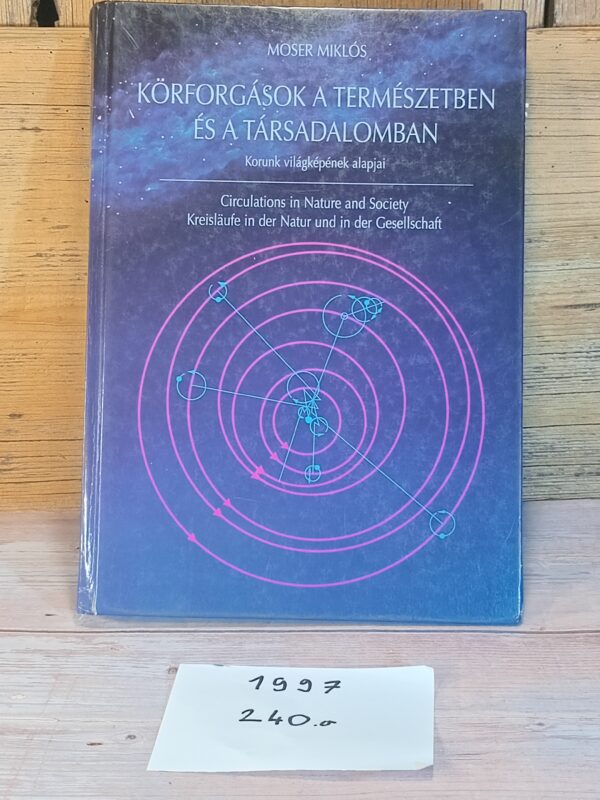 MOSER MIKLÓS
KÖRFORGÁSOK A TERMÉSZETBEN
ÉS A TÁRSADALOMBAN
Korunk világképének alapjai
Circulations in Nature and Society
Kreisläufe in der Natur und in der Gesellschaft
1997
240.o